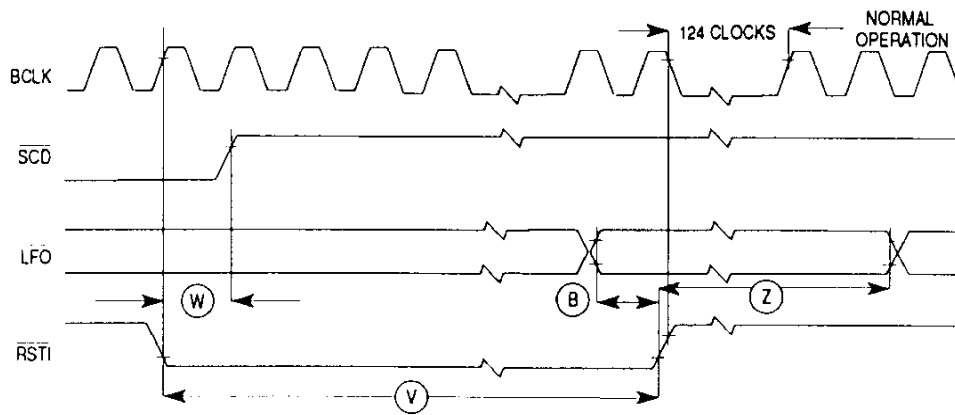 124 CLOCKS
NORMAL
OPERATION
BCLK
SCD
LFO
W
B
Z
RSTI
V